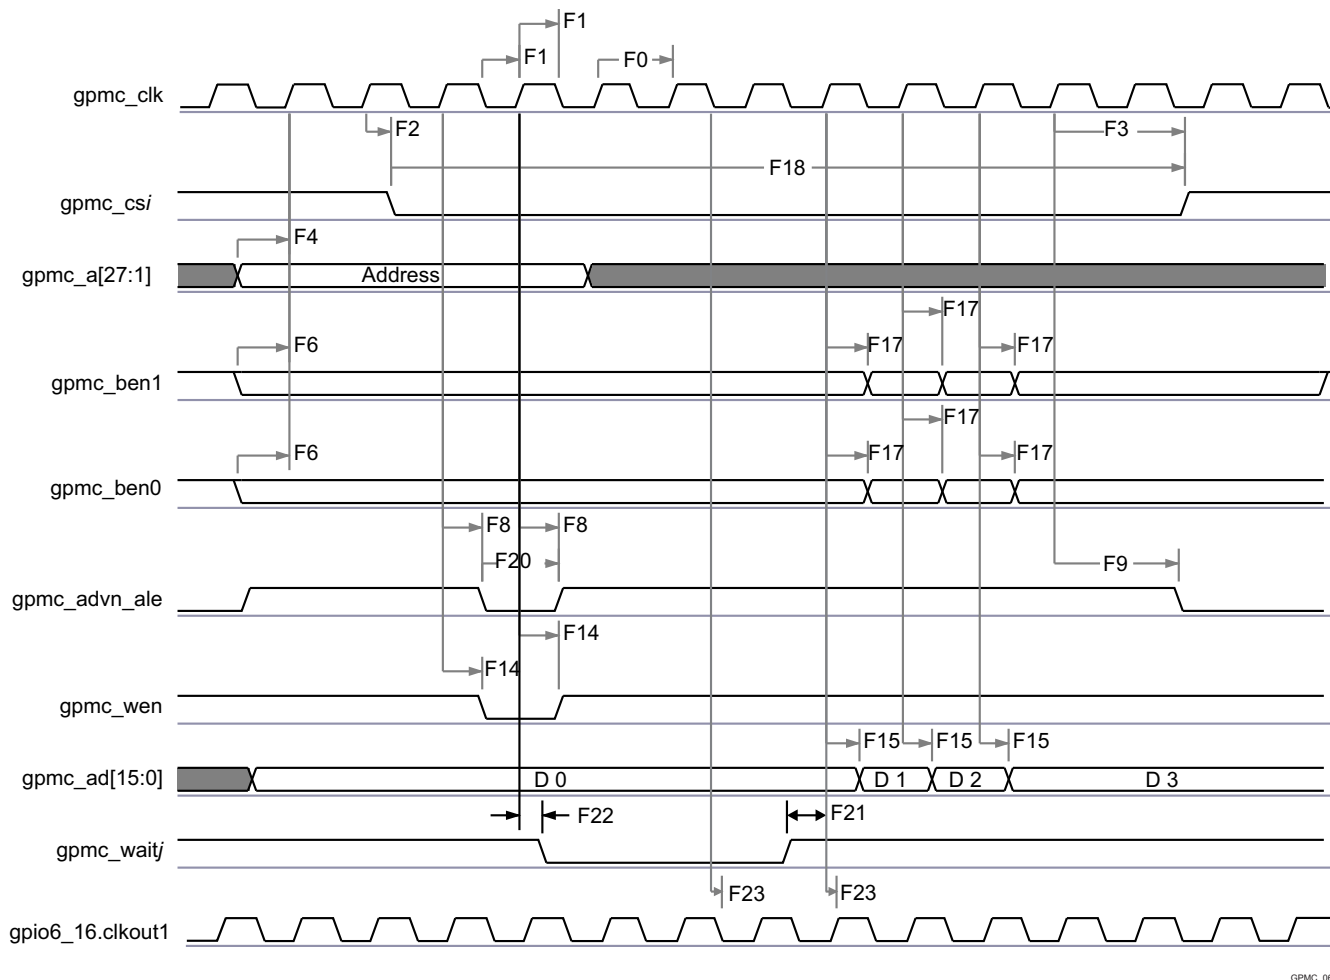 F1
F1
F0
gpmc_clk
F2
F3
F18
gpmc_csi
F4
gpmc_a[27:1]
Address
F17
F6
F17
F17
gpmc_ben1
F17
F6
F17
F17
gpmc_ben0
F8
F8
F20
F9
gpmc_advn_ale
F14
F14
gpmc_wen
F15
F15
F15
gpmc_ad[15:0]
D 0
D 1
D 2
D 3
F22
F21
gpmc_waitj
F23
F23
gpio6_16.clkout1